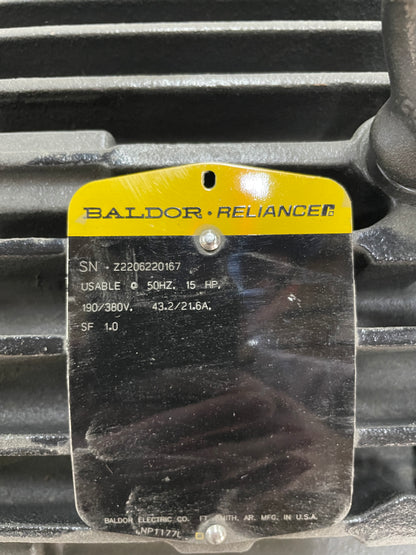 BALDOR • RELIANCE
SN • Z2206220167
USABLE @ 50HZ. 15 HP.
190/380V. 43.2/21.6A.
SF 1.0
BALDOR ELECTRIC CO. FT. SMITH, AR. MFG. IN U.S.A.
NP1177L